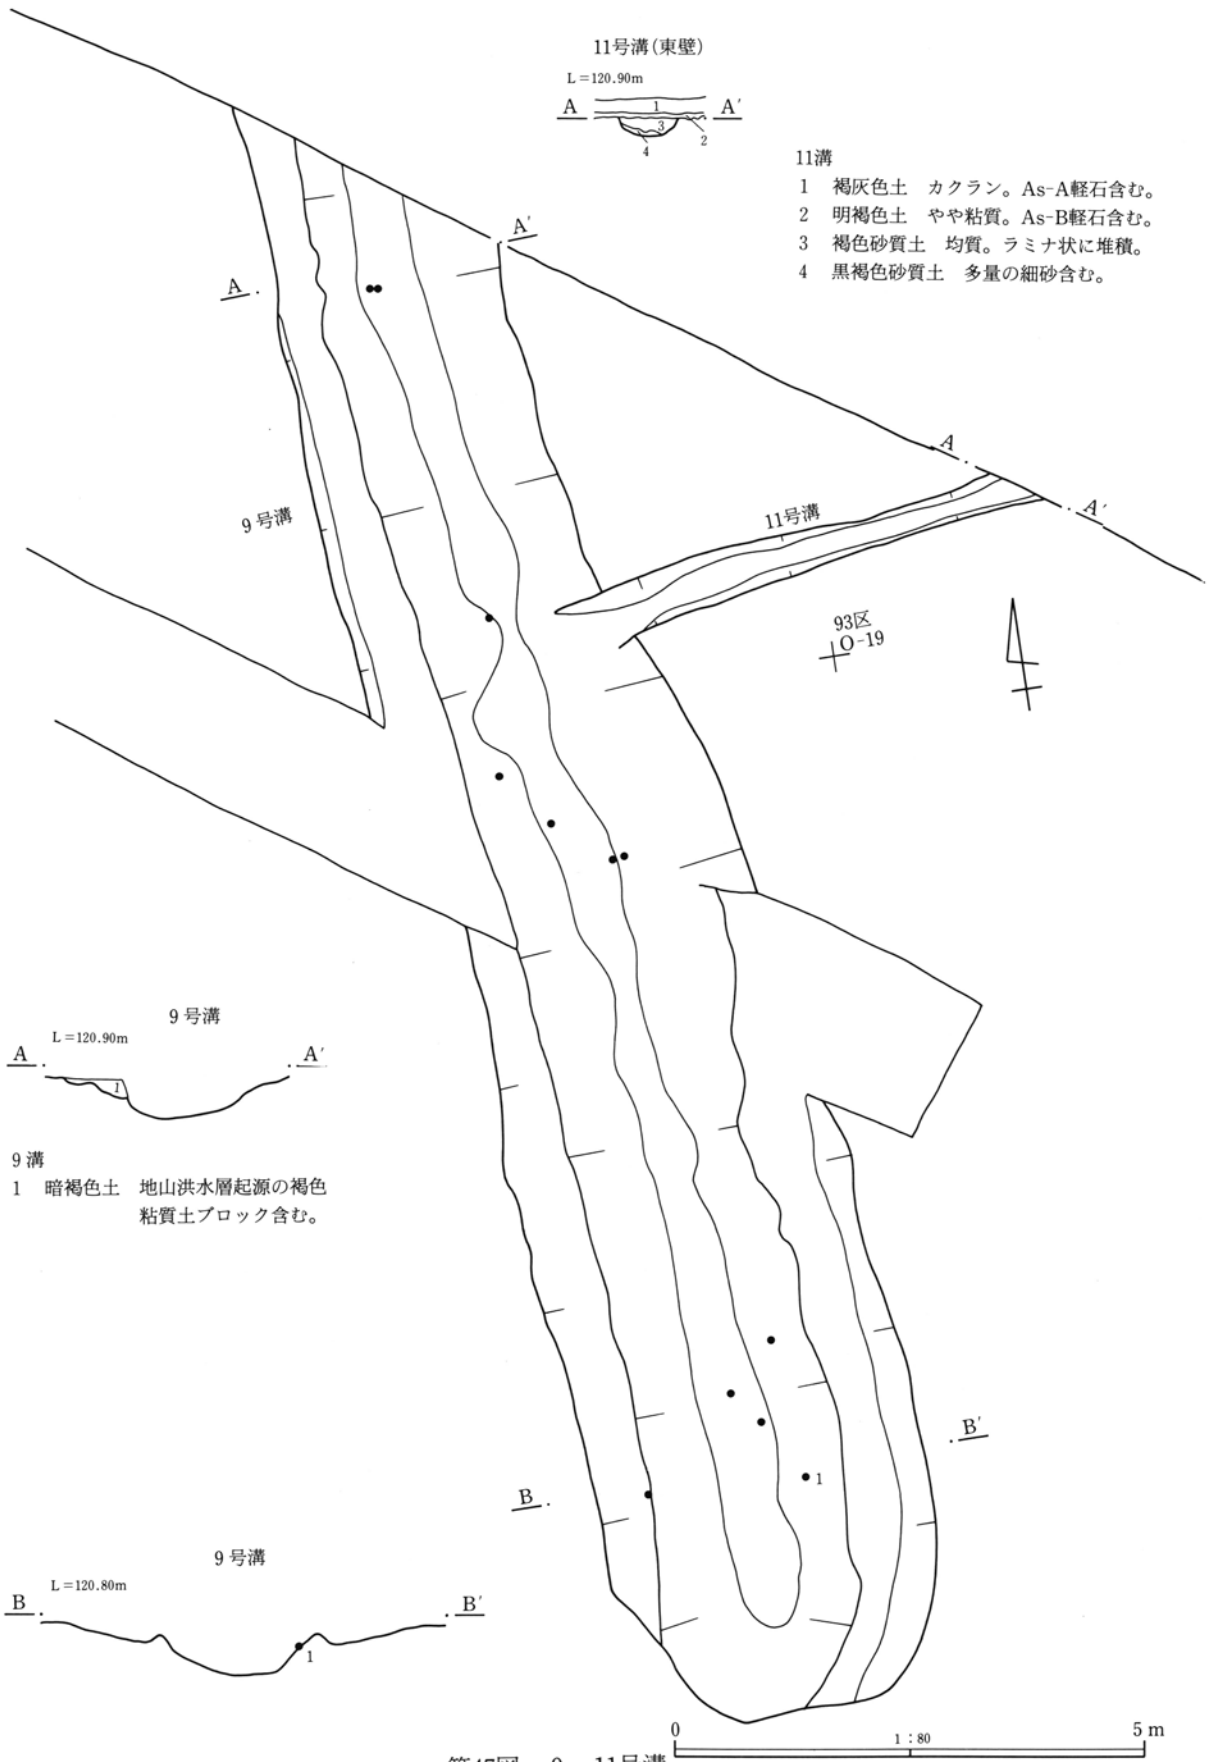 11号溝(東壁)
L=120.90m
A
A′
1
3
2
4
11溝
1 褐灰色土 カクラン。As-A軽石含む。
2 明褐色土 やや粘質。As-B軽石含む。
3 褐色砂質土 均質。ラミナ状に堆積。
4 黒褐色砂質土 多量の細砂含む。
A′
A
A
A′
9号溝
11号溝
93区
O-19
9号溝
L=120.90m
A
A′
1
9溝
1 暗褐色土 地山洪水層起源の褐色
粘質土ブロック含む。
B′
1
B
9号溝
L=120.80m
B
B′
1
0
1:80
5m